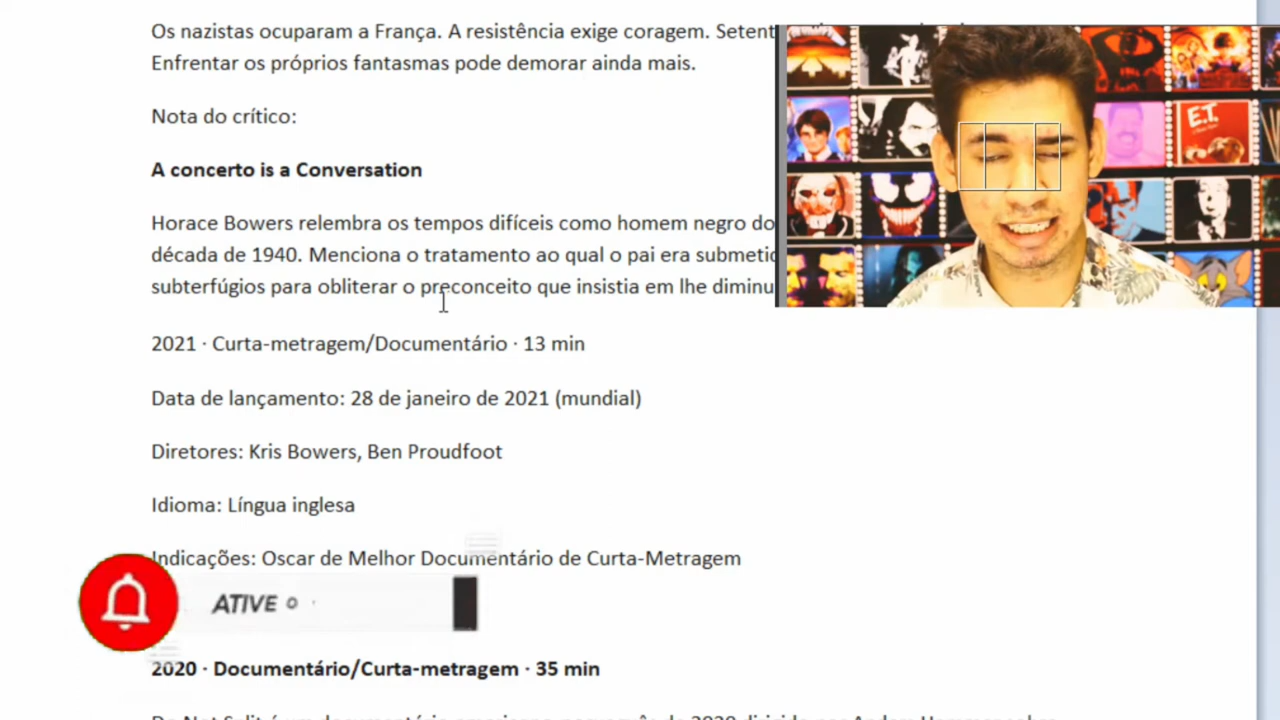 Os nazistas ocuparam a França. A resistência exige coragem.
Enfrentar os próprios fantasmas pode demorar ainda mais.
Nota do crítico:
A concerto is a Conversation
Horace Bowers relembra os tempos difíceis como homem negro do
década de 1940. Menciona o tratamento ao qual o pai era
subterfúgios para obliterar o preconceito que insistia em lhe
2021 · Curta-metragem/Documentário · 13 min
Data de lançamento: 28 de janeiro de 2021 (mundial)
Diretores: Kris Bowers, Ben Proudfoot
Idioma: Língua inglesa
Indicações: Oscar de Melhor Documentário de Curta-Metragem
ATIVE o
2020 · Documentário/Curta-metragem · 35 min
E.T.